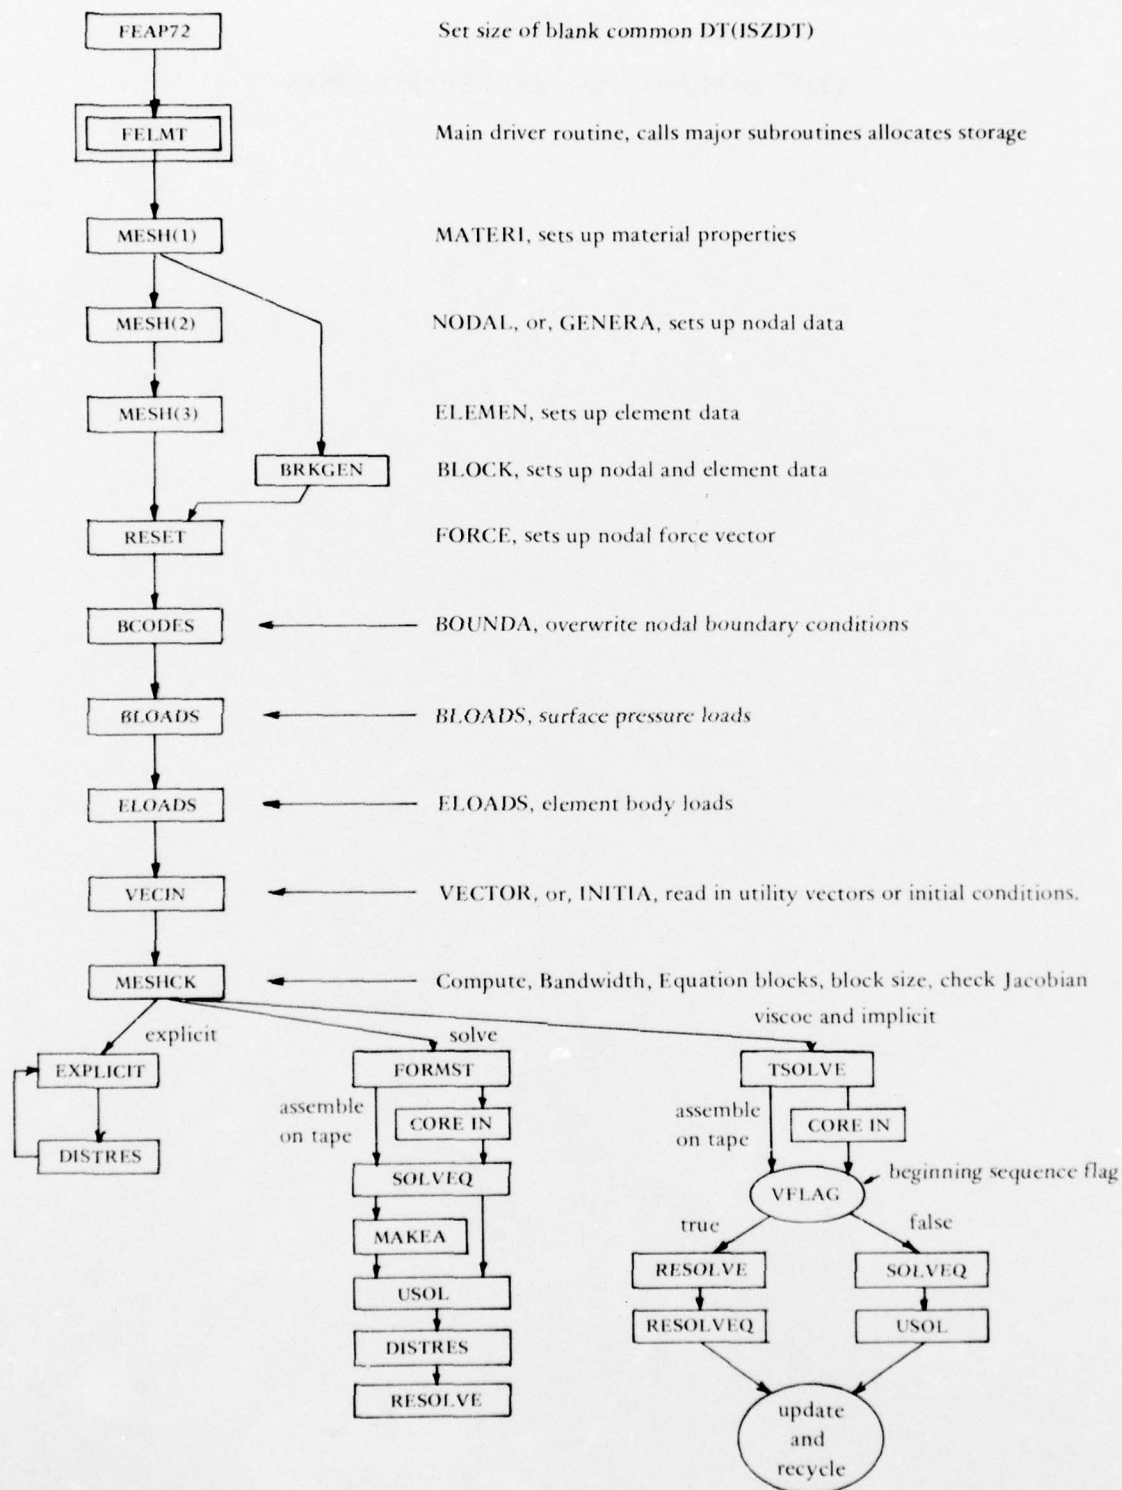 FEAP72
Set size of blank common DT(ISZDT)
FELMT
Main driver routine, calls major subroutines allocates storage
MESH(1)
MATERI, sets up material properties
MESH(2)
NODAL, or, GENERA, sets up nodal data
MESH(3)
ELEMEN, sets up element data
BRKGEN
BLOCK, sets up nodal and element data
RESET
FORCE, sets up nodal force vector
BCODES
BOUNDA, overwrite nodal boundary conditions
BLOADS
BLOADS, surface pressure loads
ELOADS
ELOADS, element body loads
VECIN
VECTOR, or, INITIA, read in utility vectors or initial conditions.
MESHCK
Compute, Bandwidth, Equation blocks, block size, check Jacobian
explicit
solve
viscoe and implicit
EXPLICIT
DISTRES
FORMST
assemble
on tape
CORE IN
SOLVEQ
MAKEA
USOL
DISTRES
RESOLVE
TSOLVE
assemble
on tape
CORE IN
VFLAG
beginning sequence flag
true
false
RESOLVE
SOLVEQ
RESOLVEQ
USOL
update
and
recycle